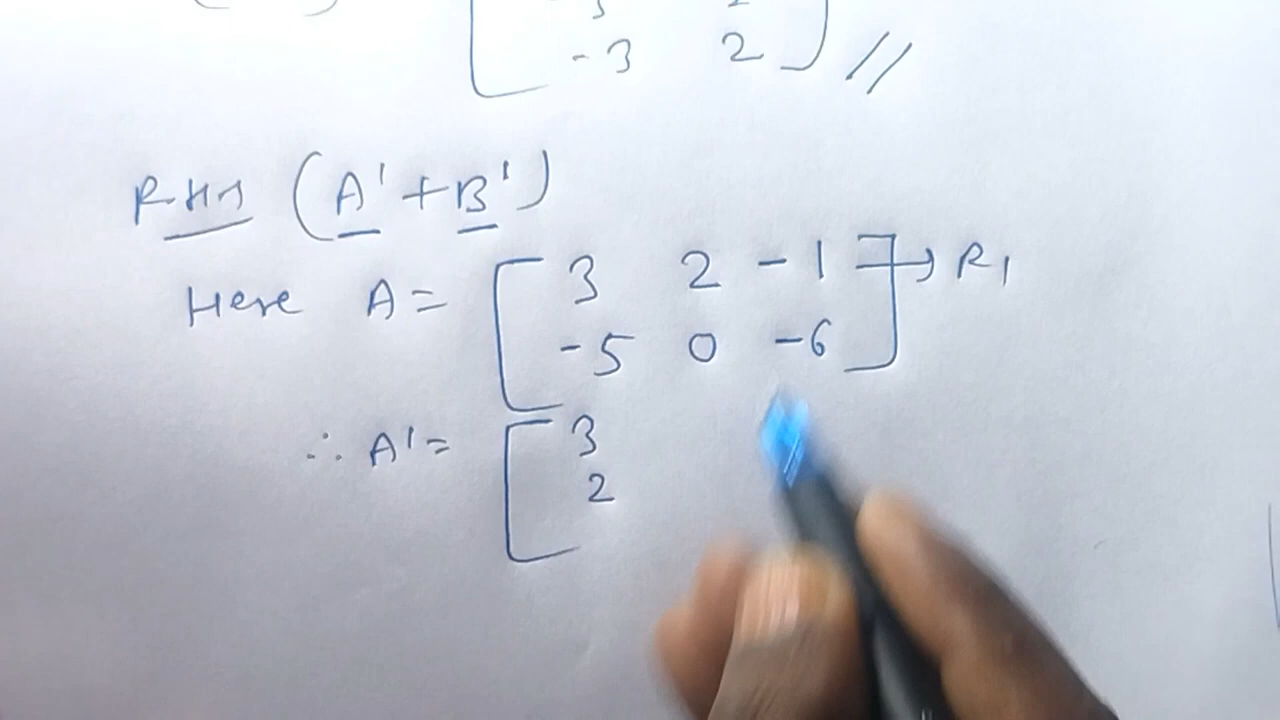 -3 2 //
RHS (A' + B')
Here A = [ 3 2 -1 ] → R1
-5 0 -6
∴ A' = [ 3
2